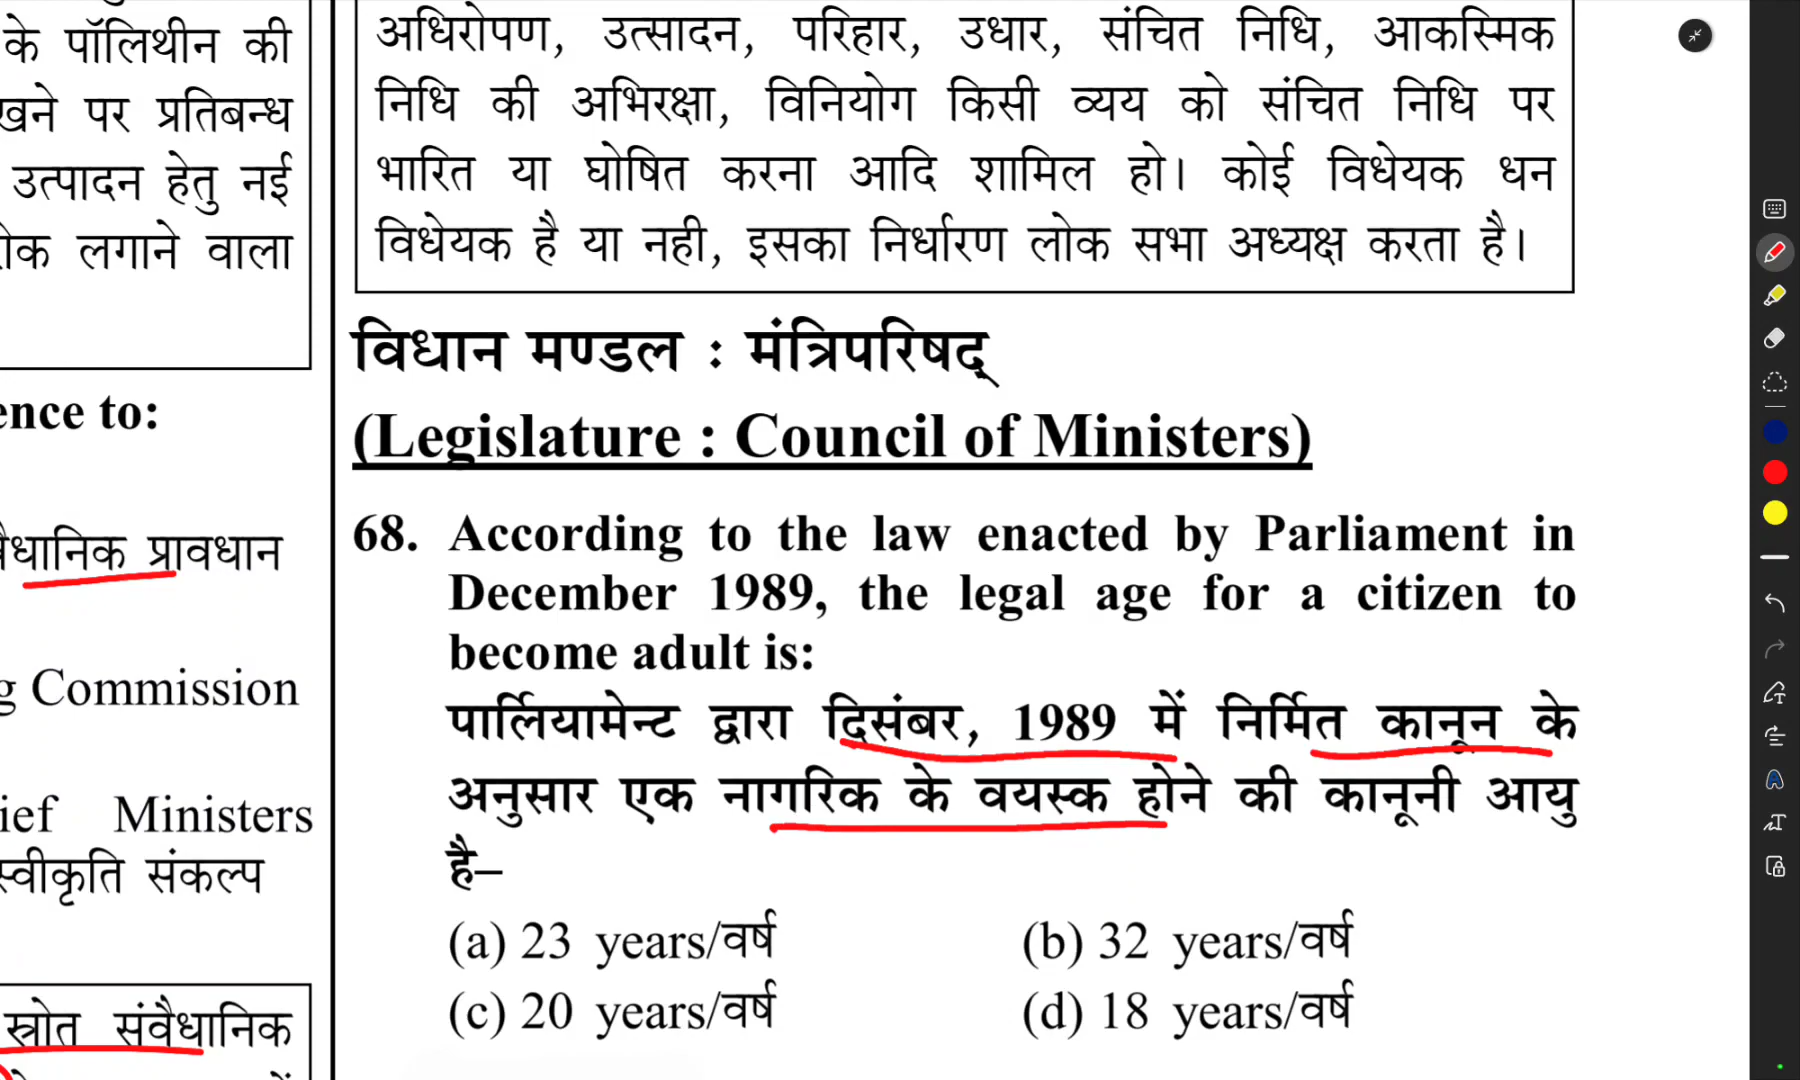 के पॉलिथीन की
खने पर प्रतिबन्ध
उत्पादन हेतु नई
रोक लगाने वाला
ence to:
वैधानिक प्रावधान
g Commission
ief Ministers
स्वीकृति संकल्प
स्रोत संवैधानिक
अधिरोपण, उत्सादन, परिहार, उधार, संचित निधि, आकस्मिक
निधि की अभिरक्षा, विनियोग किसी व्यय को संचित निधि पर
भारित या घोषित करना आदि शामिल हो। कोई विधेयक धन
विधेयक है या नही, इसका निर्धारण लोक सभा अध्यक्ष करता है।
विधान मण्डल : मंत्रिपरिषद्
(Legislature : Council of Ministers)
68. According to the law enacted by Parliament in
December 1989, the legal age for a citizen to
become adult is:
पार्लियामेन्ट द्वारा दिसंबर, 1989 में निर्मित कानून के
अनुसार एक नागरिक के वयस्क होने की कानूनी आयु
है–
(a) 23 years/वर्ष (b) 32 years/वर्ष
(c) 20 years/वर्ष (d) 18 years/वर्ष